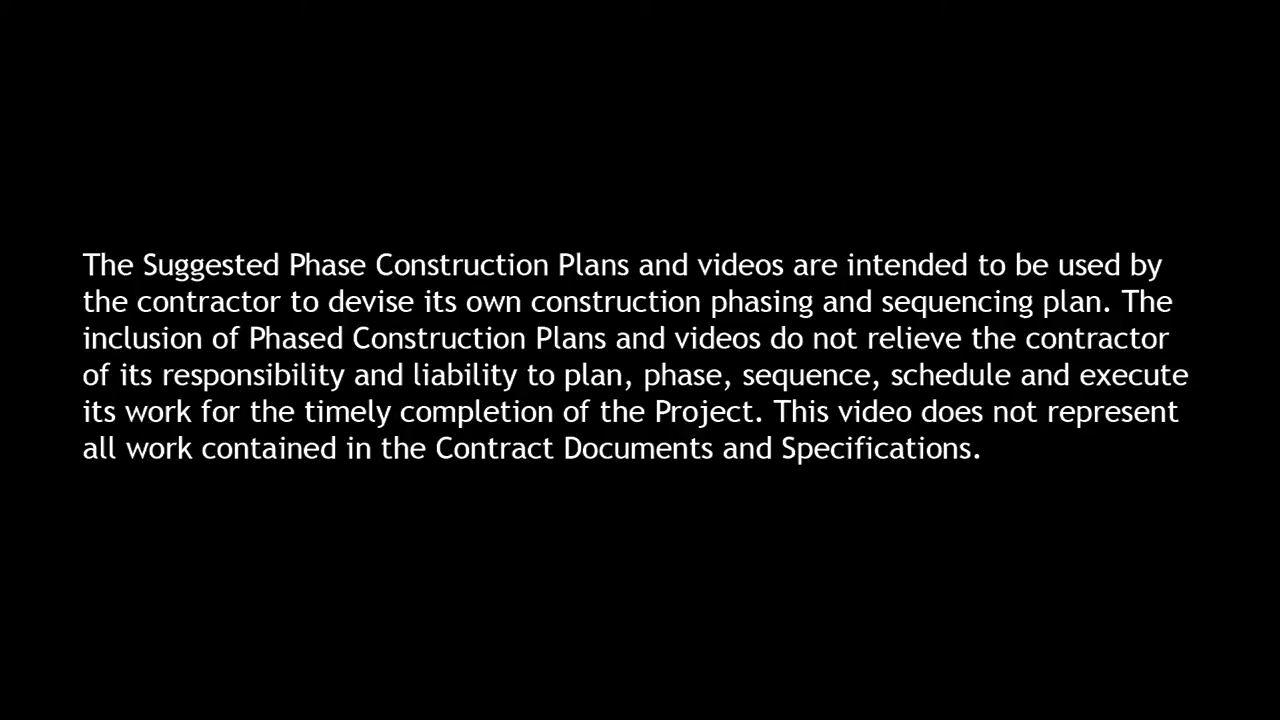 The Suggested Phase Construction Plans and videos are intended to be used by
the contractor to devise its own construction phasing and sequencing plan. The
inclusion of Phased Construction Plans and videos do not relieve the contractor
of its responsibility and liability to plan, phase, sequence, schedule and execute
its work for the timely completion of the Project. This video does not represent
all work contained in the Contract Documents and Specifications.